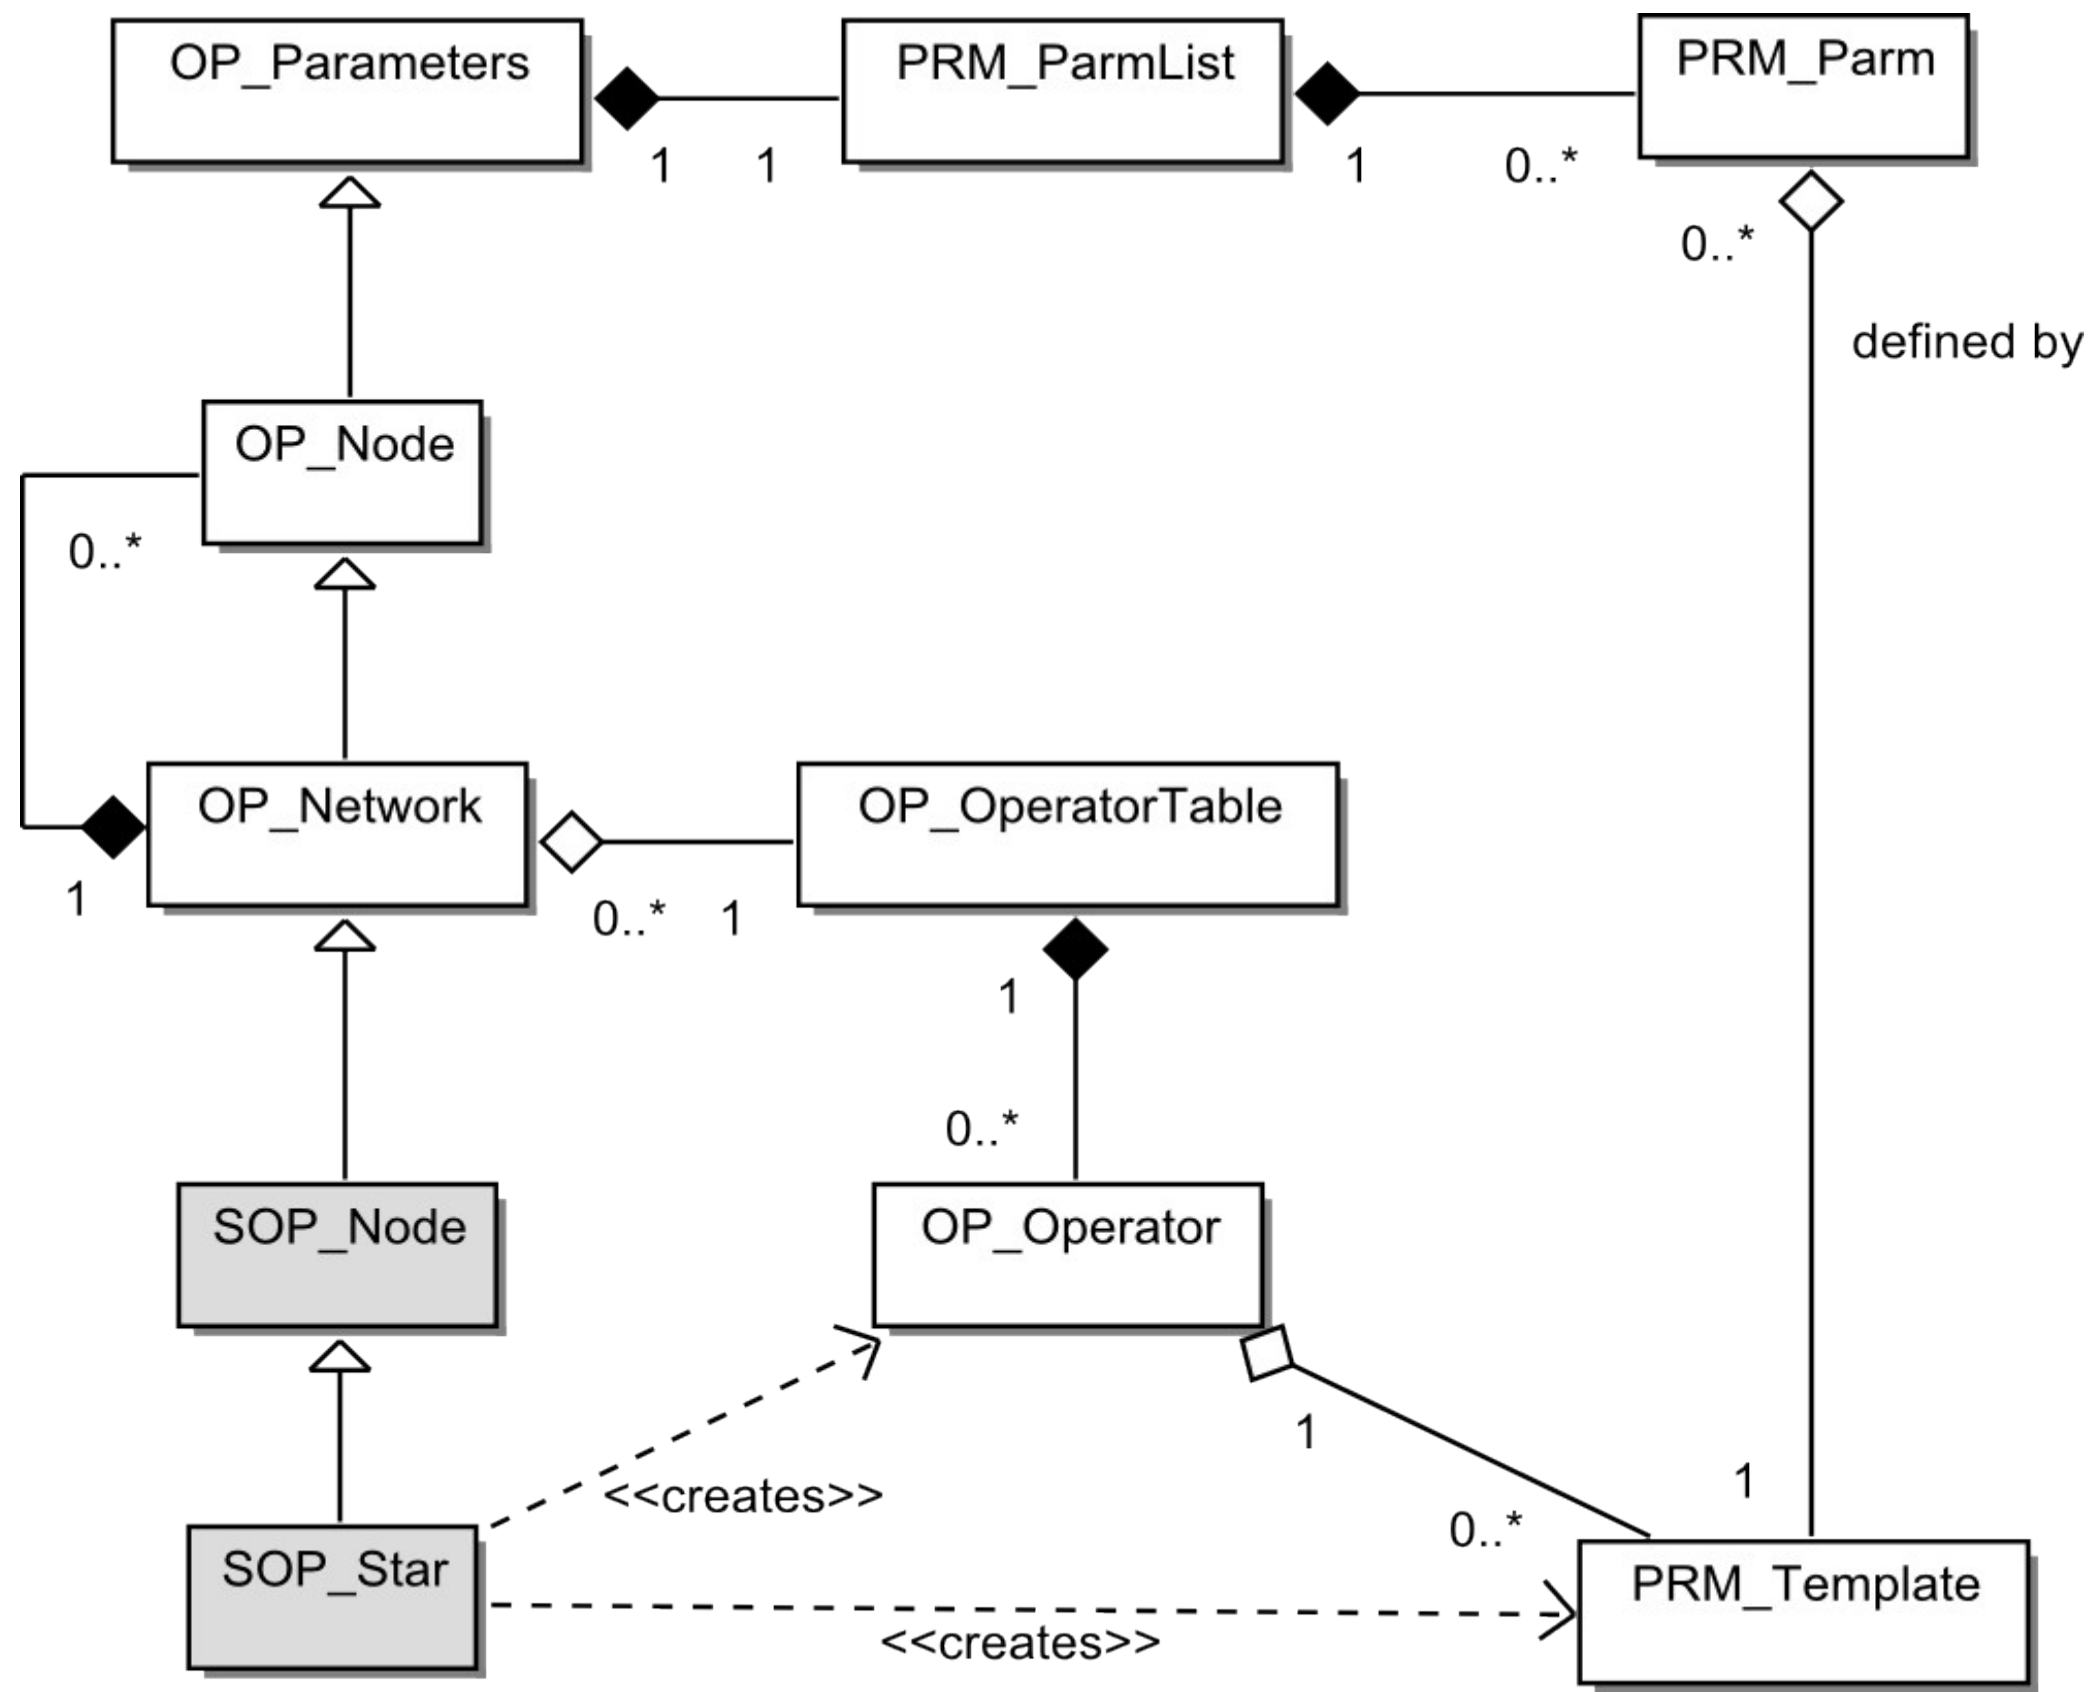 OP_Parameters
PRM_ParmList
PRM_Parm
1
1
1
0..*
0..*
defined by
OP_Node
0..*
OP_Network
OP_OperatorTable
1
0..*
1
1
0..*
SOP_Node
OP_Operator
1
<<creates>>
1
0..*
SOP_Star
PRM_Template
<<creates>>